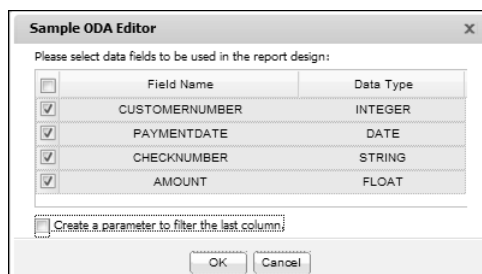 Sample ODA Editor X
Please select data fields to be used in the report design:
Field Name Data Type
CUSTOMERNUMBER INTEGER
PAYMENTDATE DATE
CHECKNUMBER STRING
AMOUNT FLOAT
Create a parameter to filter the last column.
OK Cancel